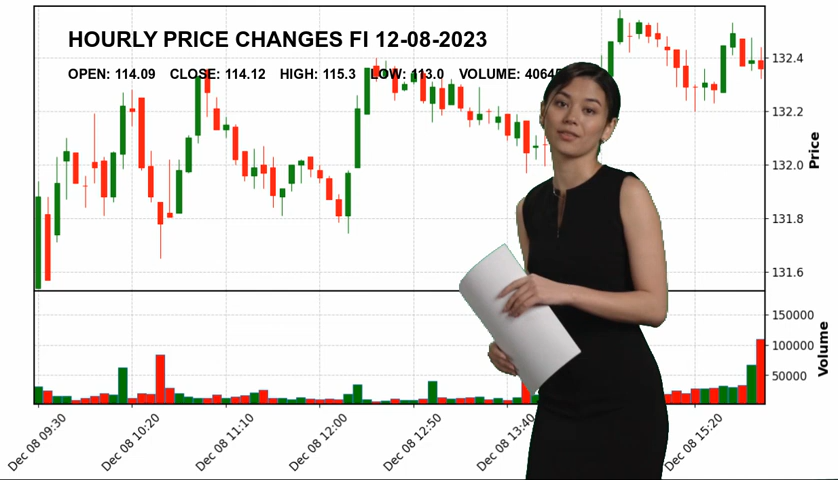 HOURLY PRICE CHANGES FI 12-08-2023
OPEN: 114.09 CLOSE: 114.12 HIGH: 115.3 LOW: 113.0 VOLUME:
132.4
132.2
132.0
131.8
131.6
Price
150000
100000
50000
Volume
Dec 08 09:30
Dec 08 10:20
Dec 08 11:10
Dec 08 12:00
Dec 08 12:50
Dec 08 13:40
Dec 08 15:20